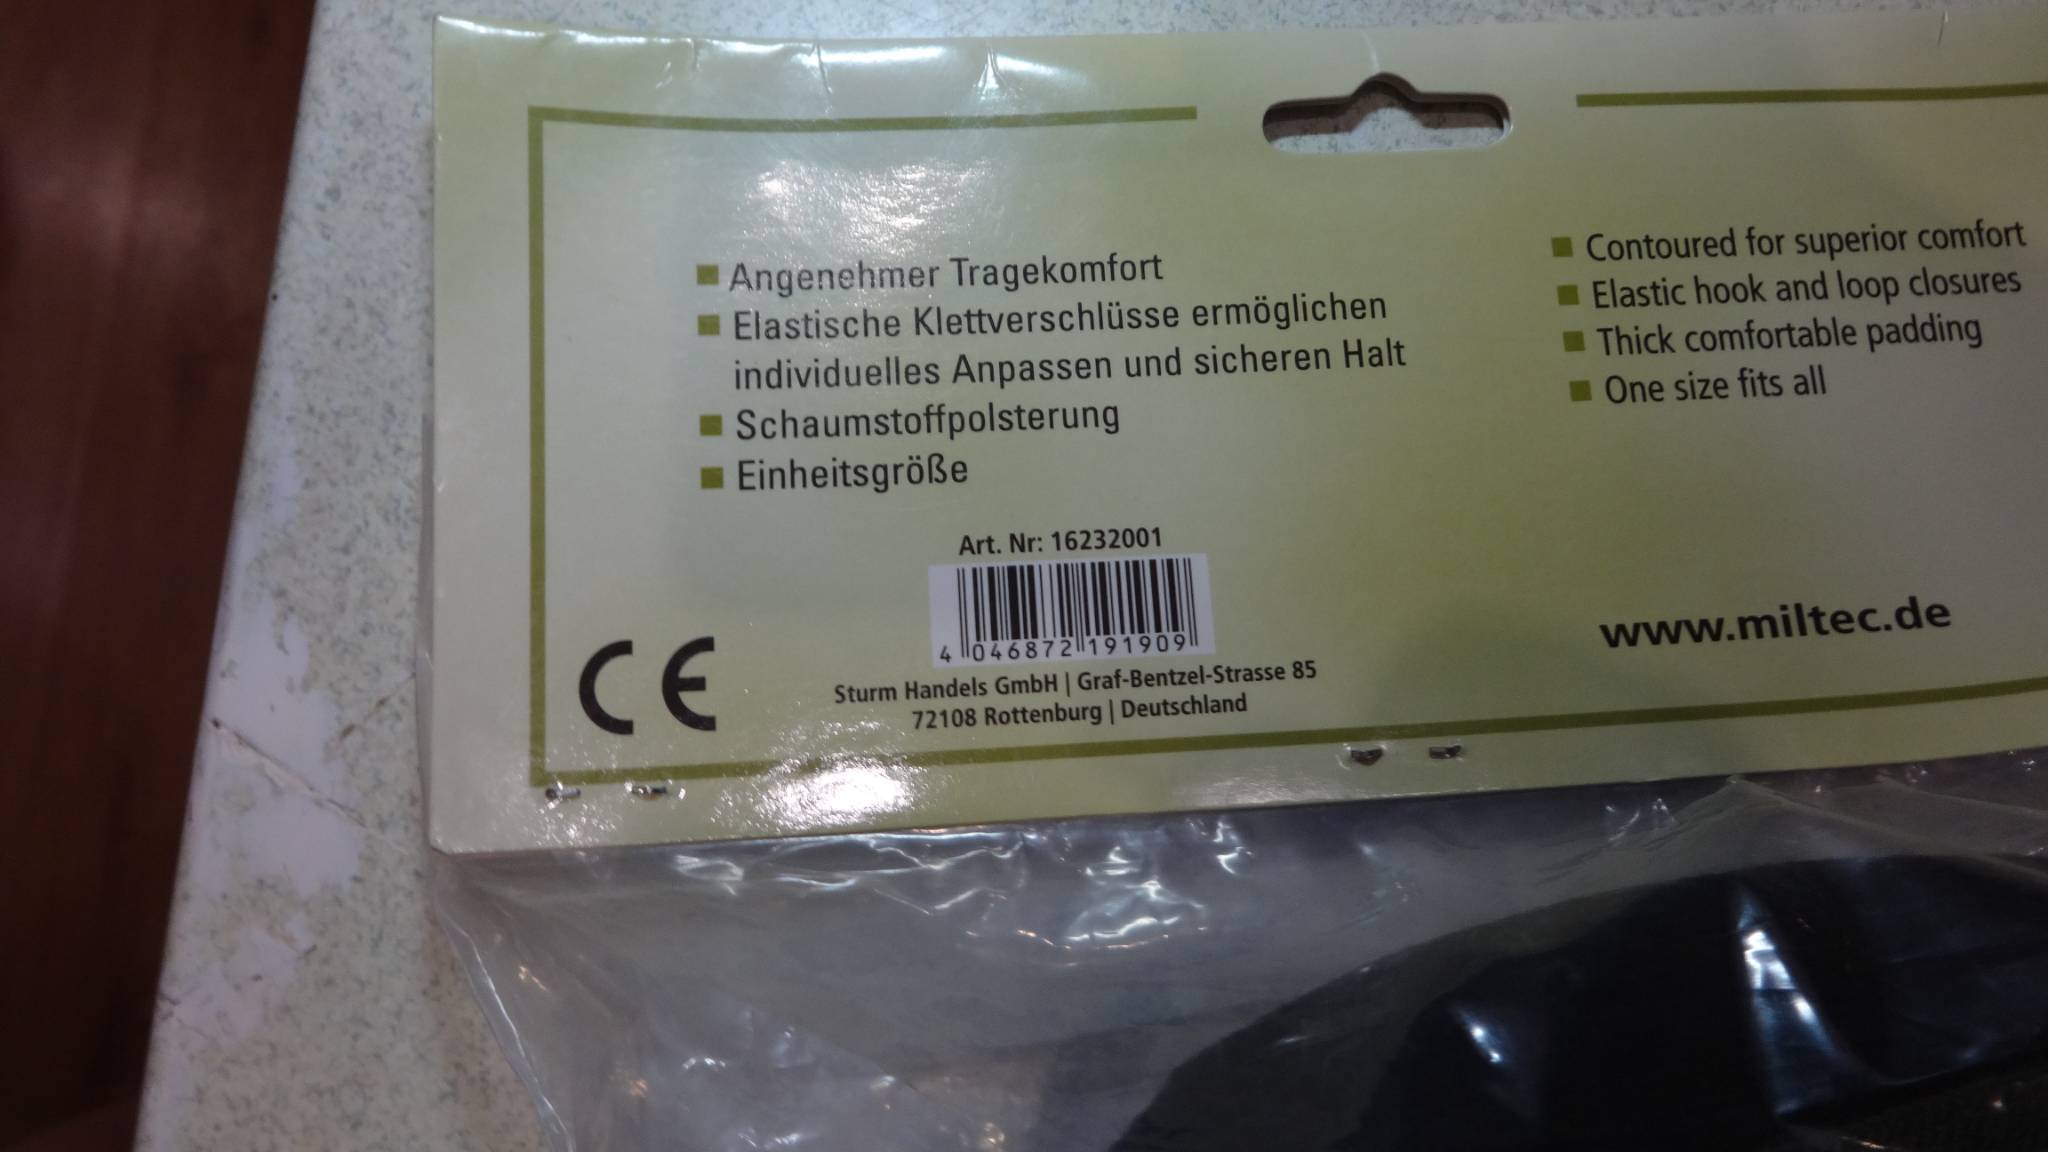 Angenehmer Tragekomfort
Elastische Klettverschlüsse ermöglichen
individuelles Anpassen und sicheren Halt
Schaumstoffpolsterung
Einheitsgröße
Contoured for superior comfort
Elastic hook and loop closures
Thick comfortable padding
One size fits all
Art. Nr: 16232001
4 046872 191909
CE
Sturm Handels GmbH | Graf-Bentzel-Strasse 85
72108 Rottenburg | Deutschland
www.miltec.de